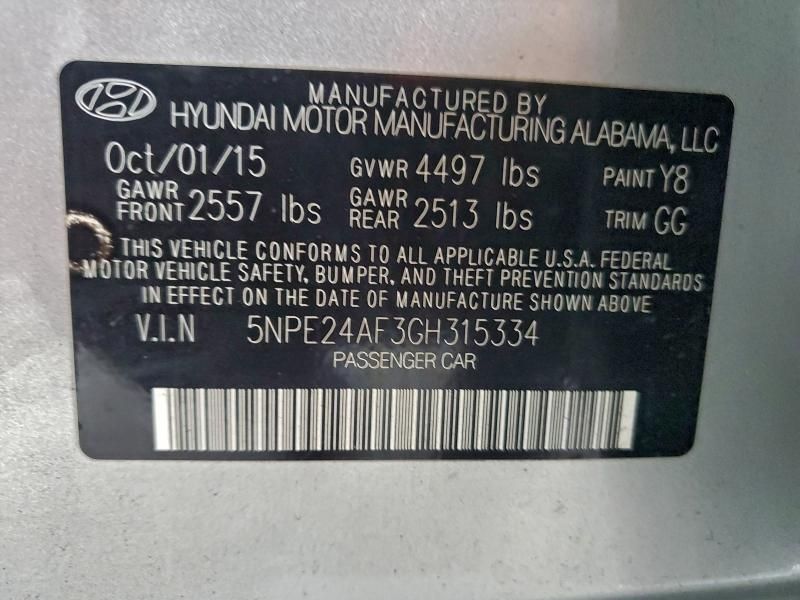 MANUFACTURED BY
HYUNDAI MOTOR MANUFACTURING ALABAMA, LLC
Oct/01/15 GVWR 4497 lbs PAINT Y8
GAWR FRONT 2557 lbs GAWR REAR 2513 lbs TRIM GG
THIS VEHICLE CONFORMS TO ALL APPLICABLE U.S.A. FEDERAL
MOTOR VEHICLE SAFETY, BUMPER, AND THEFT PREVENTION STANDARDS
IN EFFECT ON THE DATE OF MANUFACTURE SHOWN ABOVE
V.I.N 5NPE24AF3GH315334
PASSENGER CAR